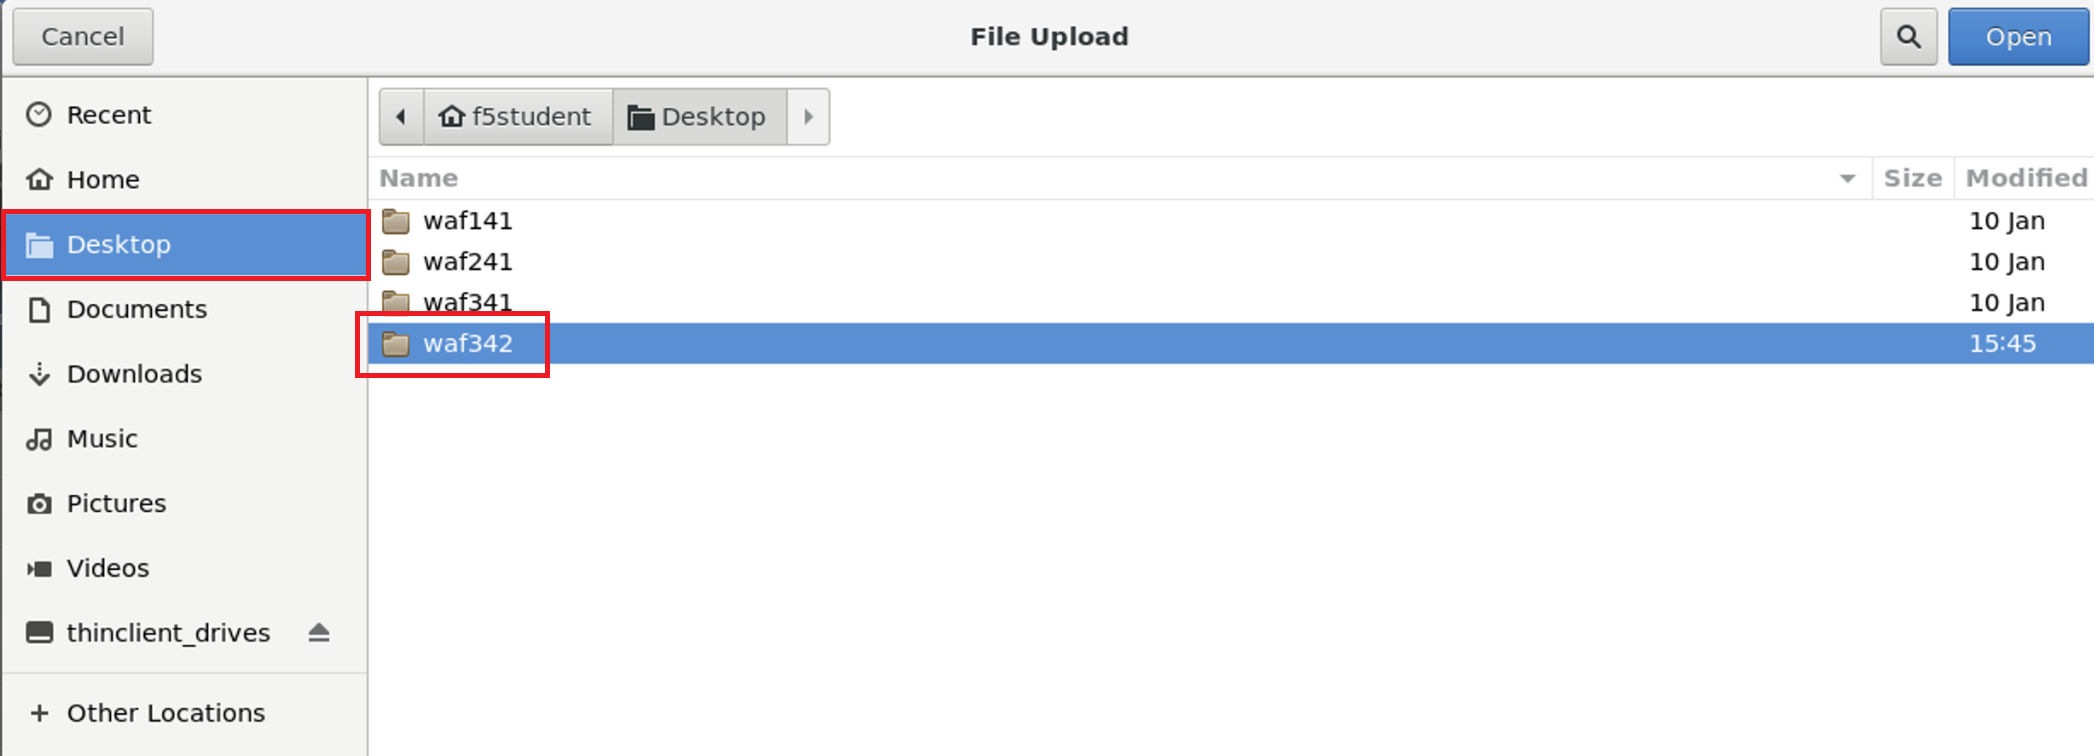 Cancel File Upload Open
Recent
Home
Desktop
Documents
Downloads
Music
Pictures
Videos
thinclient_drives
Other Locations
f5student Desktop
Name Size Modified
waf141 10 Jan
waf241 10 Jan
waf341 10 Jan
waf342 15:45